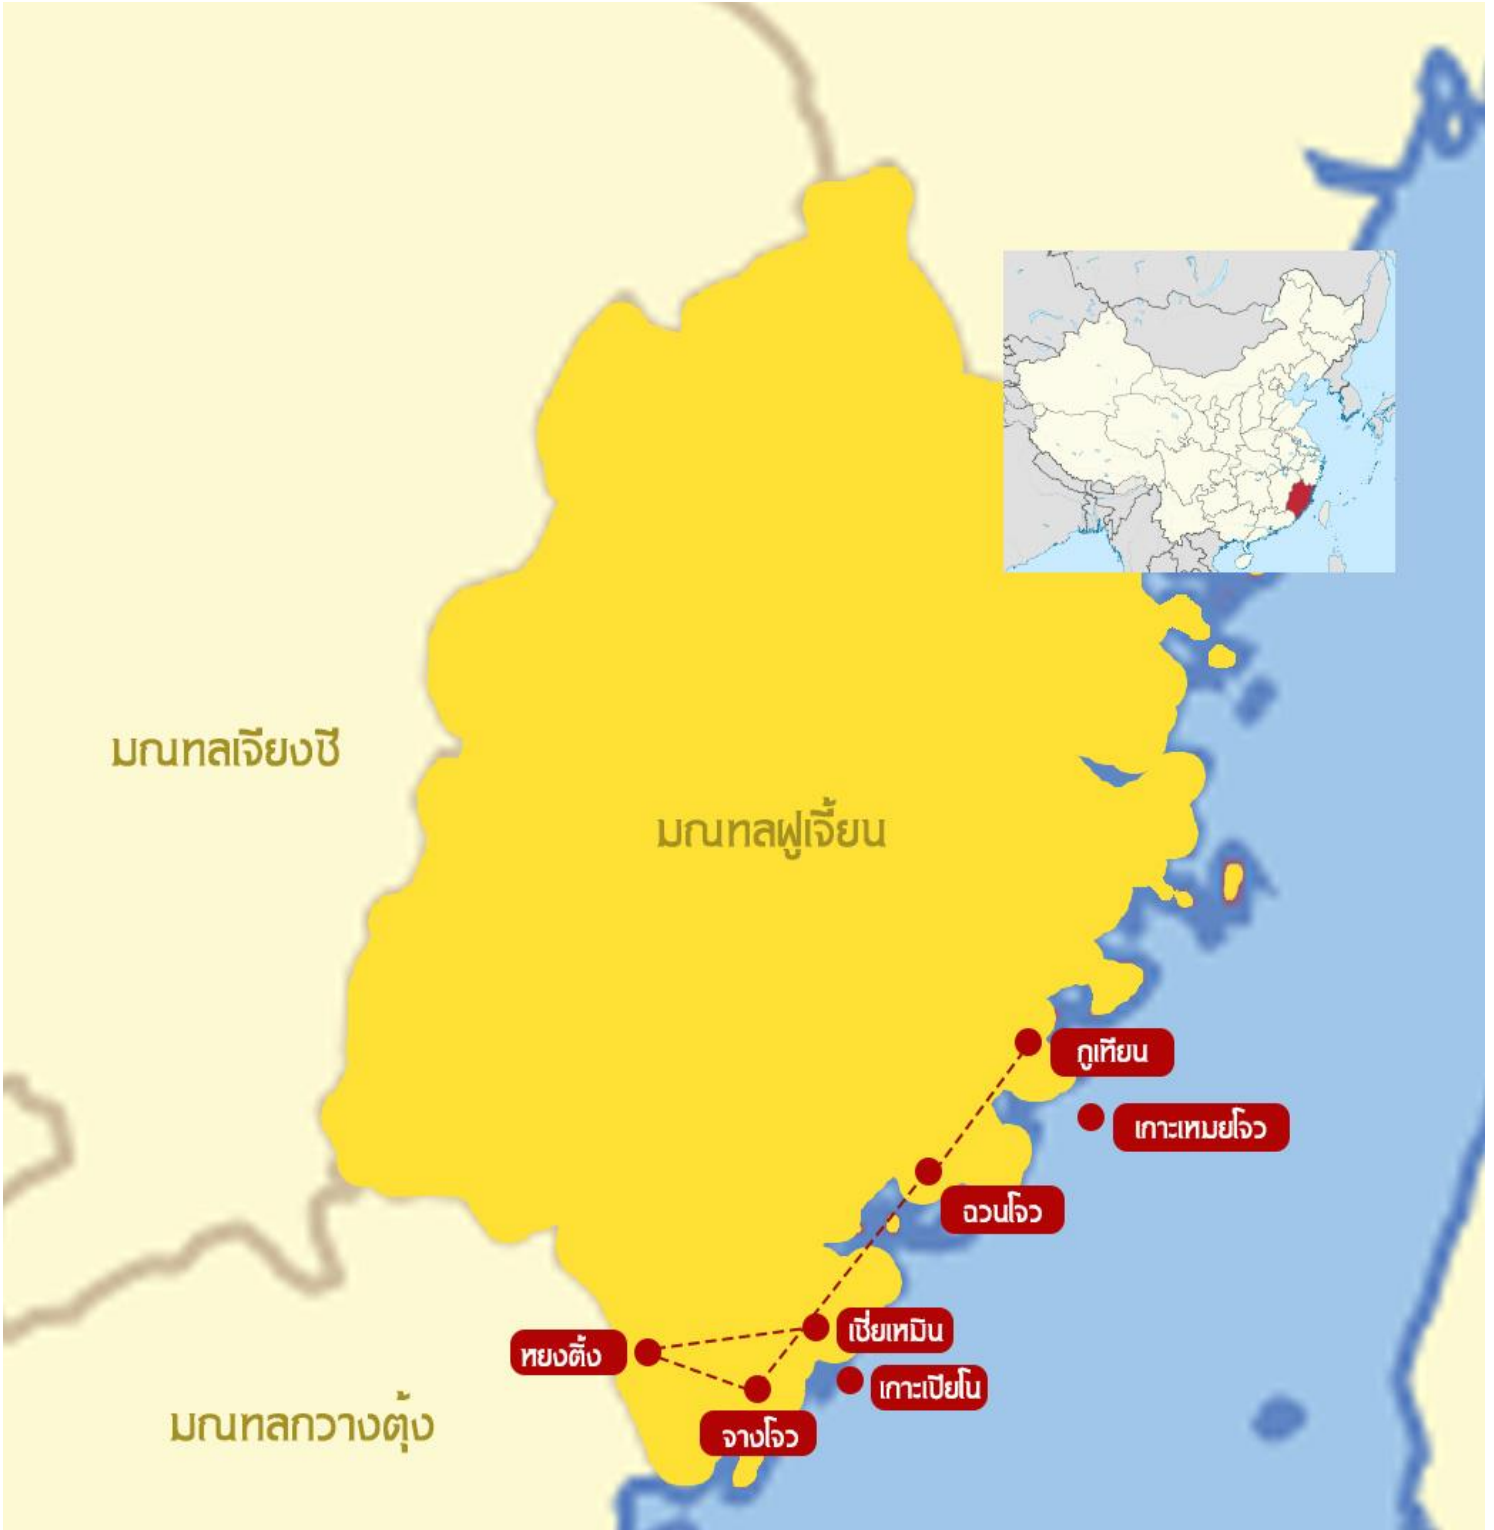 มณฑลเจียงซี
มณฑลฝูเจี้ยน
กูเทียน
เกาะเหมยโจว
ฉวนโจว
เซี่ยเหมิน
หยงติ้ง
เกาะเปียโน
จางโจว
มณฑลกวางตุ้ง